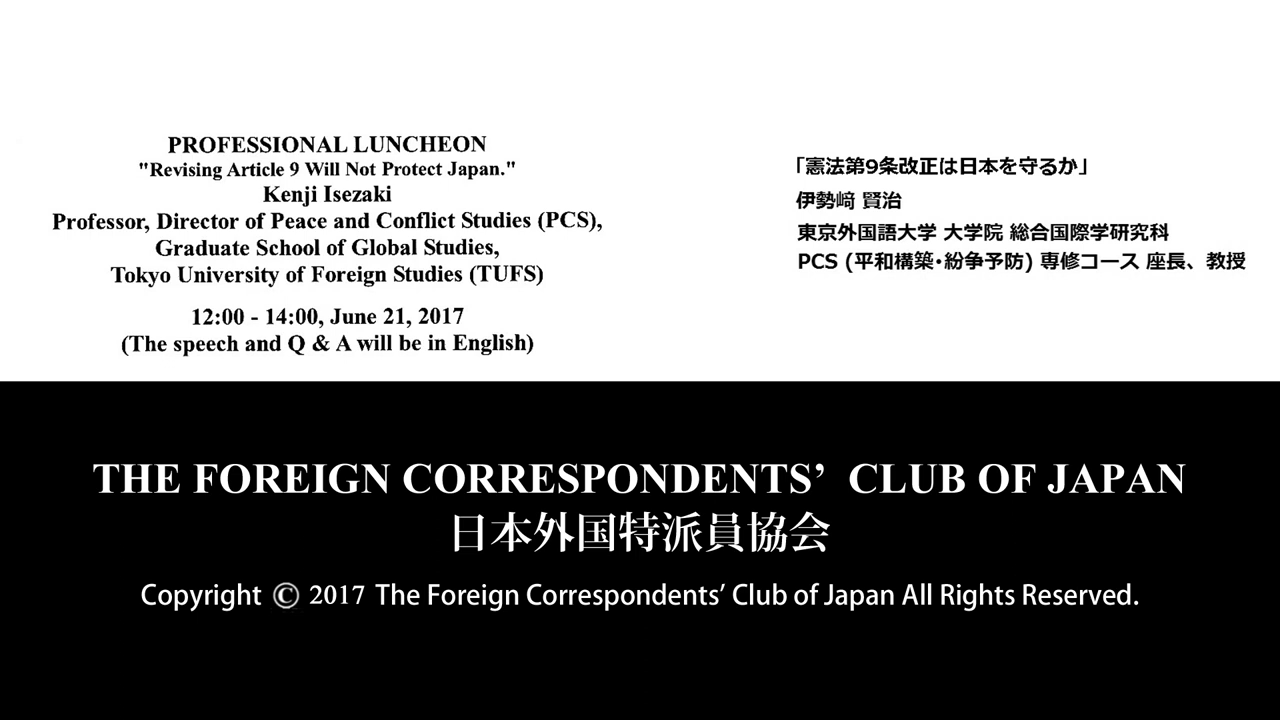 PROFESSIONAL LUNCHEON
"Revising Article 9 Will Not Protect Japan."
Kenji Isezaki
Professor, Director of Peace and Conflict Studies (PCS),
Graduate School of Global Studies,
Tokyo University of Foreign Studies (TUFS)
12:00 - 14:00, June 21, 2017
(The speech and Q & A will be in English)
「憲法第9条改正は日本を守るか」
伊勢﨑 賢治
東京外国語大学 大学院 総合国際学研究科
PCS (平和構築・紛争予防) 専修コース 座長、教授
THE FOREIGN CORRESPONDENTS’ CLUB OF JAPAN
日本外国特派員協会
Copyright © 2017 The Foreign Correspondents’ Club of Japan All Rights Reserved.